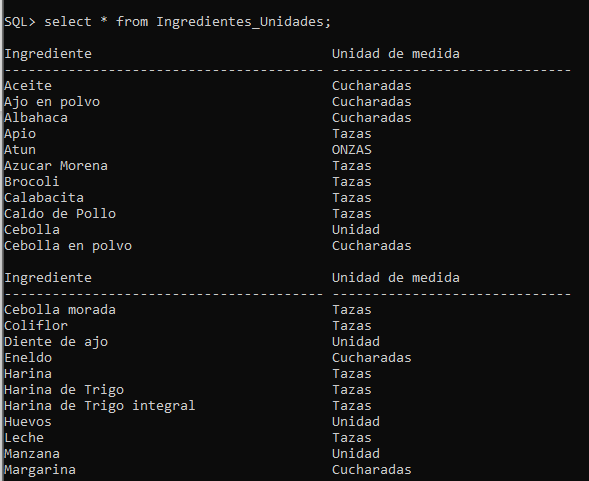 SQL> select * from Ingredientes_Unidades;
Ingrediente                              Unidad de medida
---------------------------------------- ------------------------------
Aceite                                   Cucharadas
Ajo en polvo                             Cucharadas
Albahaca                                 Cucharadas
Apio                                     Tazas
Atun                                     ONZAS
Azucar Morena                            Tazas
Brocoli                                  Tazas
Calabacita                               Tazas
Caldo de Pollo                           Tazas
Cebolla                                  Unidad
Cebolla en polvo                         Cucharadas
Ingrediente                              Unidad de medida
---------------------------------------- ------------------------------
Cebolla morada                           Tazas
Coliflor                                 Tazas
Diente de ajo                            Unidad
Eneldo                                   Cucharadas
Harina                                   Tazas
Harina de Trigo                          Tazas
Harina de Trigo integral                 Tazas
Huevos                                   Unidad
Leche                                    Tazas
Manzana                                  Unidad
Margarina                                Cucharadas